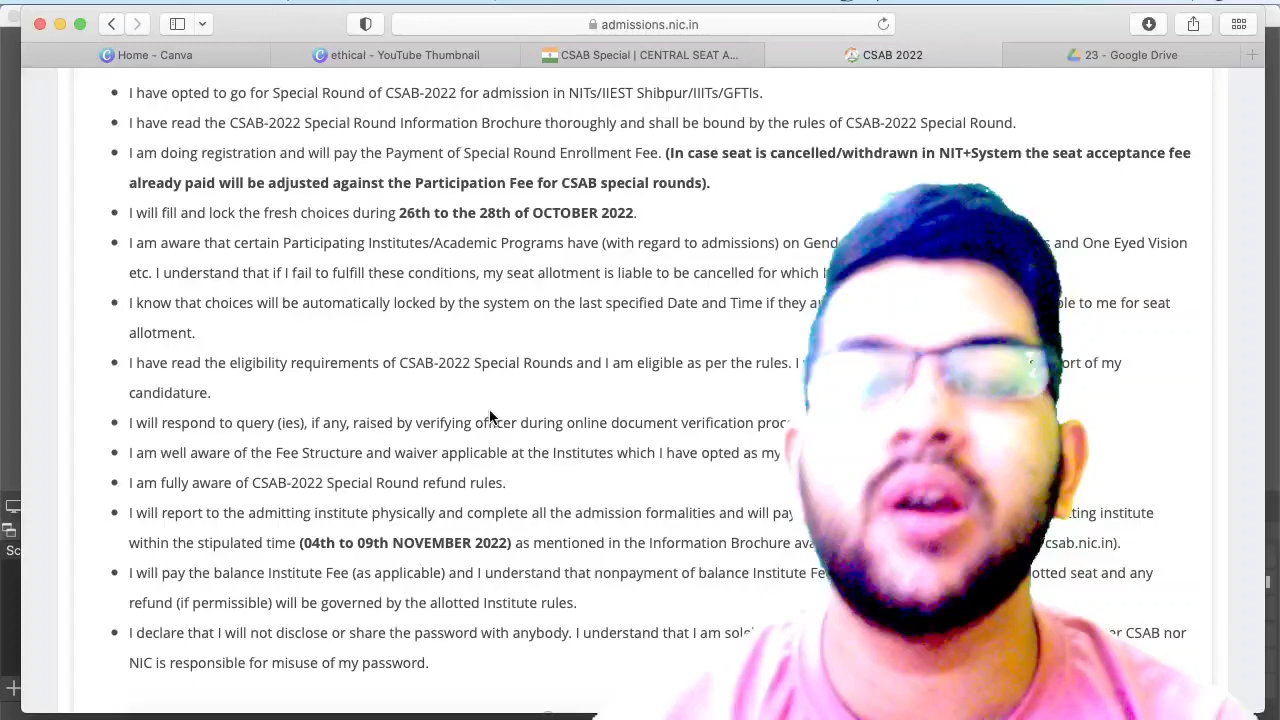 admissions.nic.in
Home - Canva
ethical - YouTube Thumbnail
CSAB Special | CENTRAL SEAT A...
CSAB 2022
23 - Google Drive
I have opted to go for Special Round of CSAB-2022 for admission in NITs/IIEST Shibpur/IIITs/GFTIs.
I have read the CSAB-2022 Special Round Information Brochure thoroughly and shall be bound by the rules of CSAB-2022 Special Round.
I am doing registration and will pay the Payment of Special Round Enrollment Fee. (In case seat is cancelled/withdrawn in NIT+System the seat acceptance fee
already paid will be adjusted against the Participation Fee for CSAB special rounds).
I will fill and lock the fresh choices during 26th to the 28th of OCTOBER 2022.
I am aware that certain Participating Institutes/Academic Programs have (with regard to admissions) on and One Eyed Vision
etc. I understand that if I fail to fulfill these conditions, my seat allotment is liable to be cancelled for which
I know that choices will be automatically locked by the system on the last specified Date and Time if they to me for seat
allotment.
I have read the eligibility requirements of CSAB-2022 Special Rounds and I am eligible as per the rules. I of my
candidature.
I will respond to query (ies), if any, raised by verifying officer during online document verification
I am well aware of the Fee Structure and waiver applicable at the Institutes which I have opted as my
I am fully aware of CSAB-2022 Special Round refund rules.
I will report to the admitting institute physically and complete all the admission formalities and will institute
within the stipulated time (04th to 09th NOVEMBER 2022) as mentioned in the Information Brochure csab.nic.in).
I will pay the balance Institute Fee (as applicable) and I understand that nonpayment of balance Institute seat and any
refund (if permissible) will be governed by the allotted Institute rules.
I declare that I will not disclose or share the password with anybody. I understand that I am CSAB nor
NIC is responsible for misuse of my password.